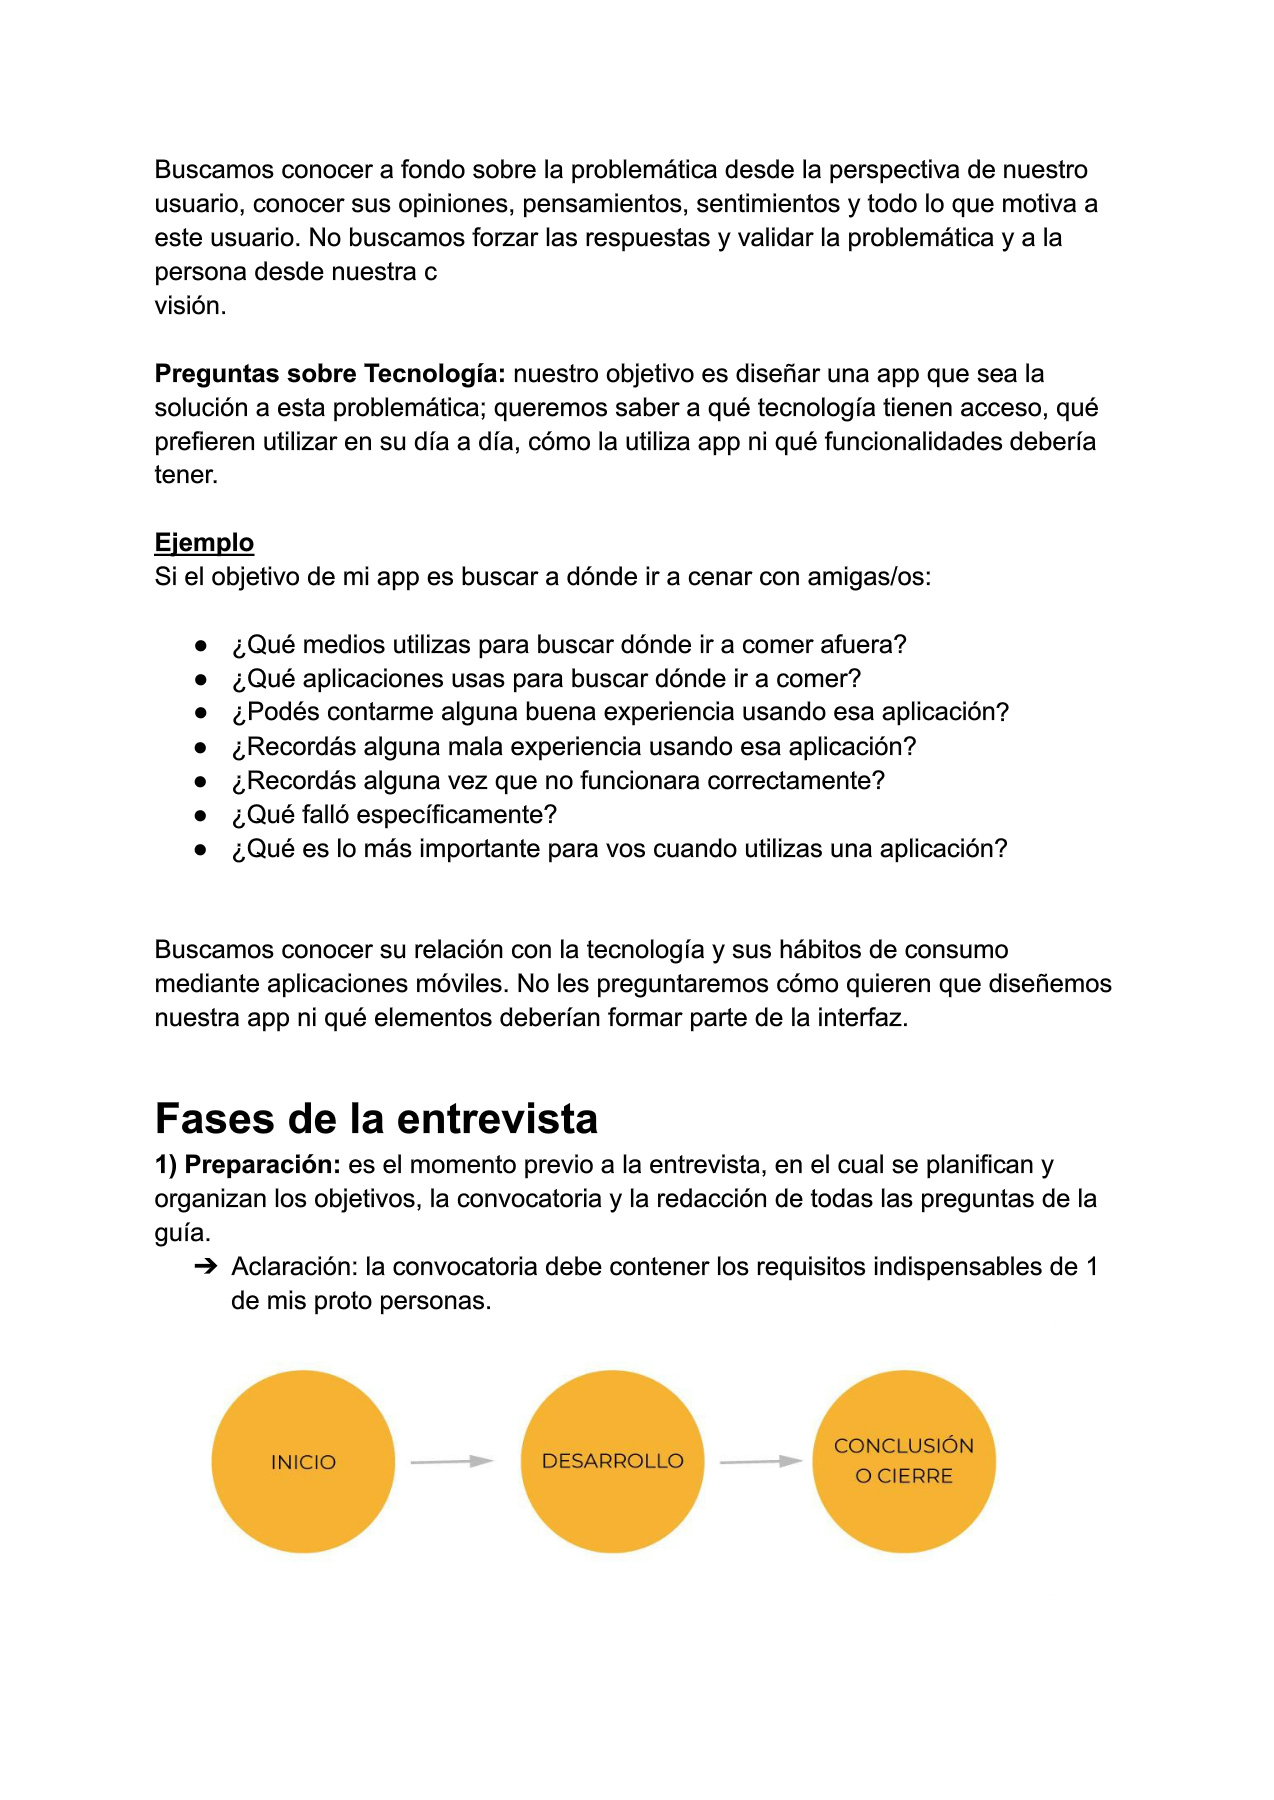 Buscamos conocer a fondo sobre la problemática desde la perspectiva de nuestro
usuario, conocer sus opiniones, pensamientos, sentimientos y todo lo que motiva a
este usuario. No buscamos forzar las respuestas y validar la problemática y a la
persona desde nuestra c
visión.
Preguntas sobre Tecnología: nuestro objetivo es diseñar una app que sea la
solución a esta problemática; queremos saber a qué tecnología tienen acceso, qué
prefieren utilizar en su día a día, cómo la utiliza app ni qué funcionalidades debería
tener.
Ejemplo
Si el objetivo de mi app es buscar a dónde ir a cenar con amigas/os:
● ¿Qué medios utilizas para buscar dónde ir a comer afuera?
● ¿Qué aplicaciones usas para buscar dónde ir a comer?
● ¿Podés contarme alguna buena experiencia usando esa aplicación?
● ¿Recordás alguna mala experiencia usando esa aplicación?
● ¿Recordás alguna vez que no funcionara correctamente?
● ¿Qué falló específicamente?
● ¿Qué es lo más importante para vos cuando utilizas una aplicación?
Buscamos conocer su relación con la tecnología y sus hábitos de consumo
mediante aplicaciones móviles. No les preguntaremos cómo quieren que diseñemos
nuestra app ni qué elementos deberían formar parte de la interfaz.
Fases de la entrevista
1) Preparación: es el momento previo a la entrevista, en el cual se planifican y
organizan los objetivos, la convocatoria y la redacción de todas las preguntas de la
guía.
➔ Aclaración: la convocatoria debe contener los requisitos indispensables de 1
de mis proto personas.
INICIO
DESARROLLO
CONCLUSIÓN
O CIERRE